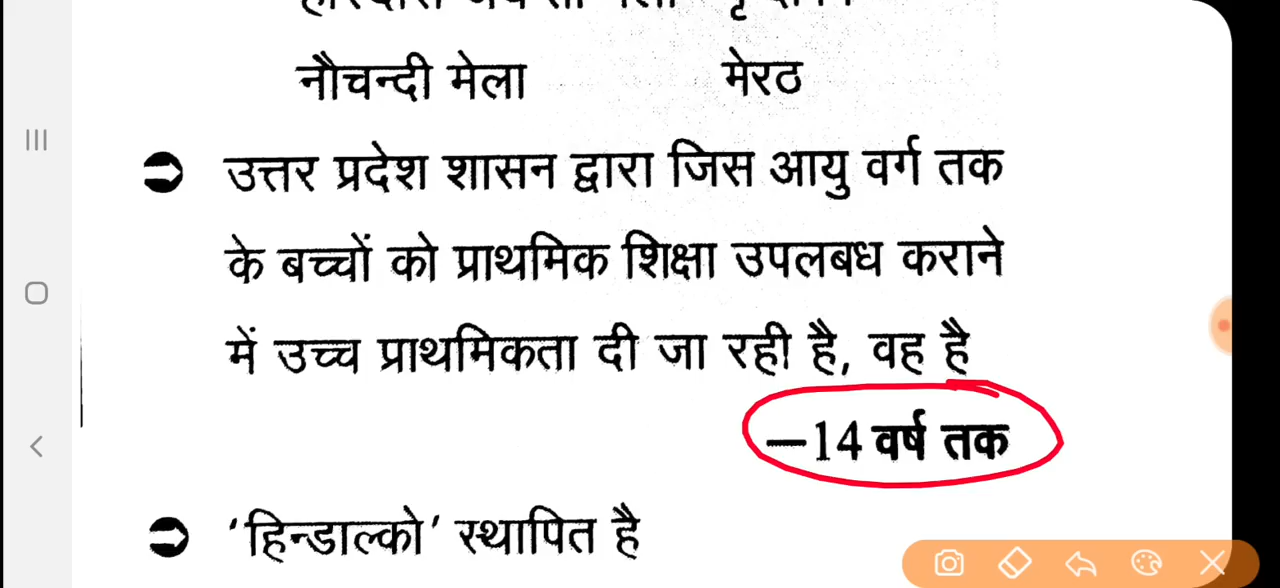 नौचन्दी मेला मेरठ
➲ उत्तर प्रदेश शासन द्वारा जिस आयु वर्ग तक
के बच्चों को प्राथमिक शिक्षा उपलबध कराने
में उच्च प्राथमिकता दी जा रही है, वह है
–14 वर्ष तक
➲ ‘हिन्डाल्को’ स्थापित है